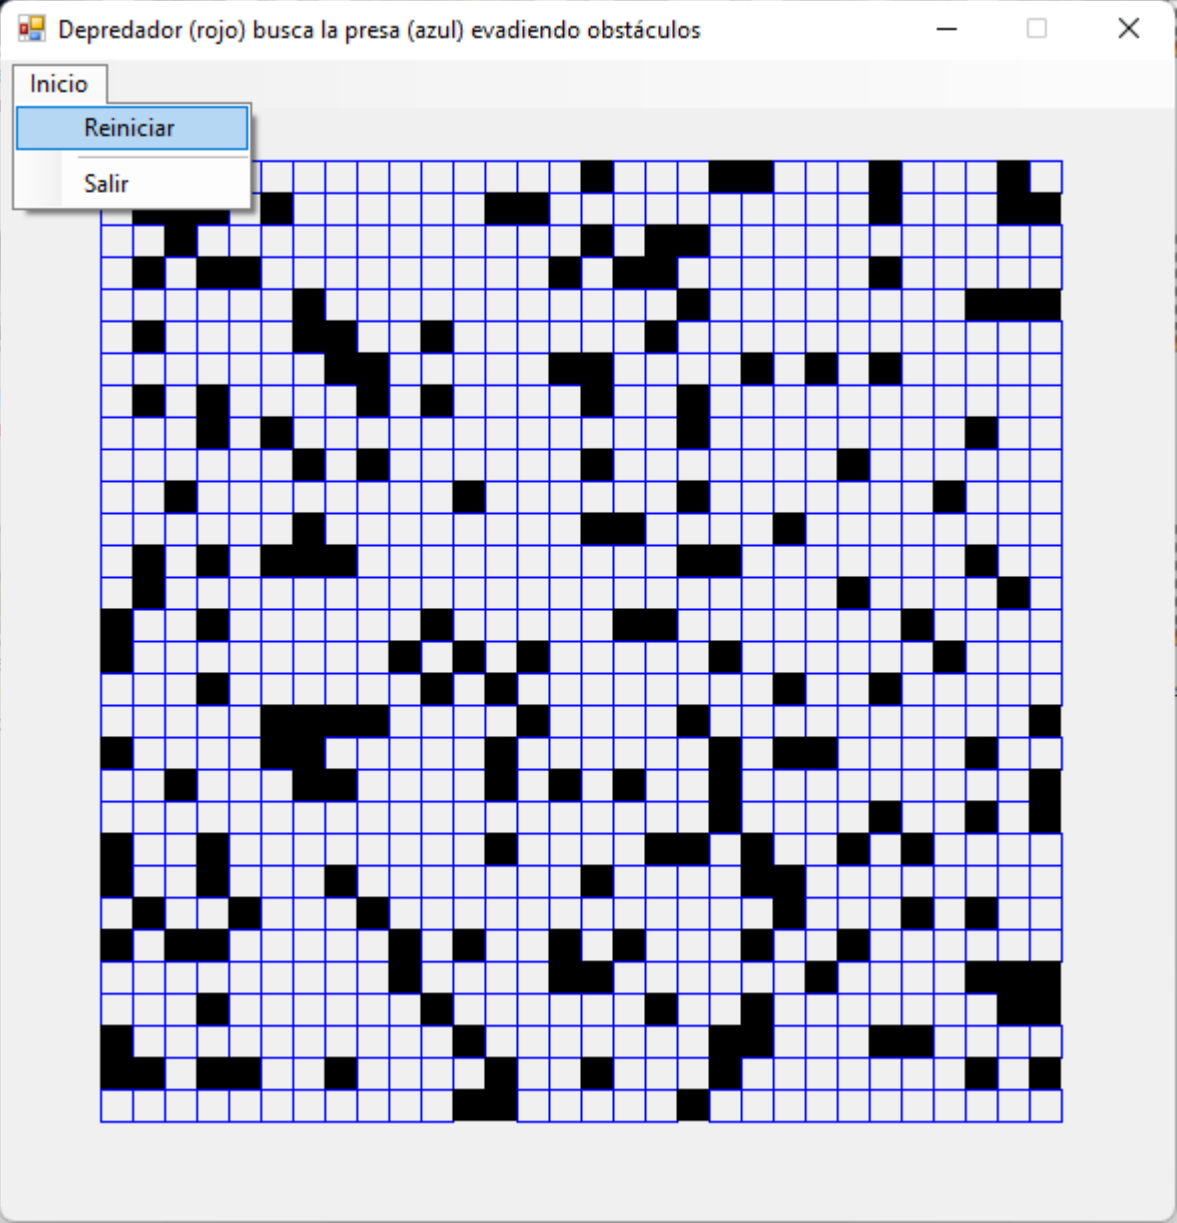 Depredador (rojo) busca la presa (azul) evadiendo obstáculos
Inicio
Reiniciar
Salir